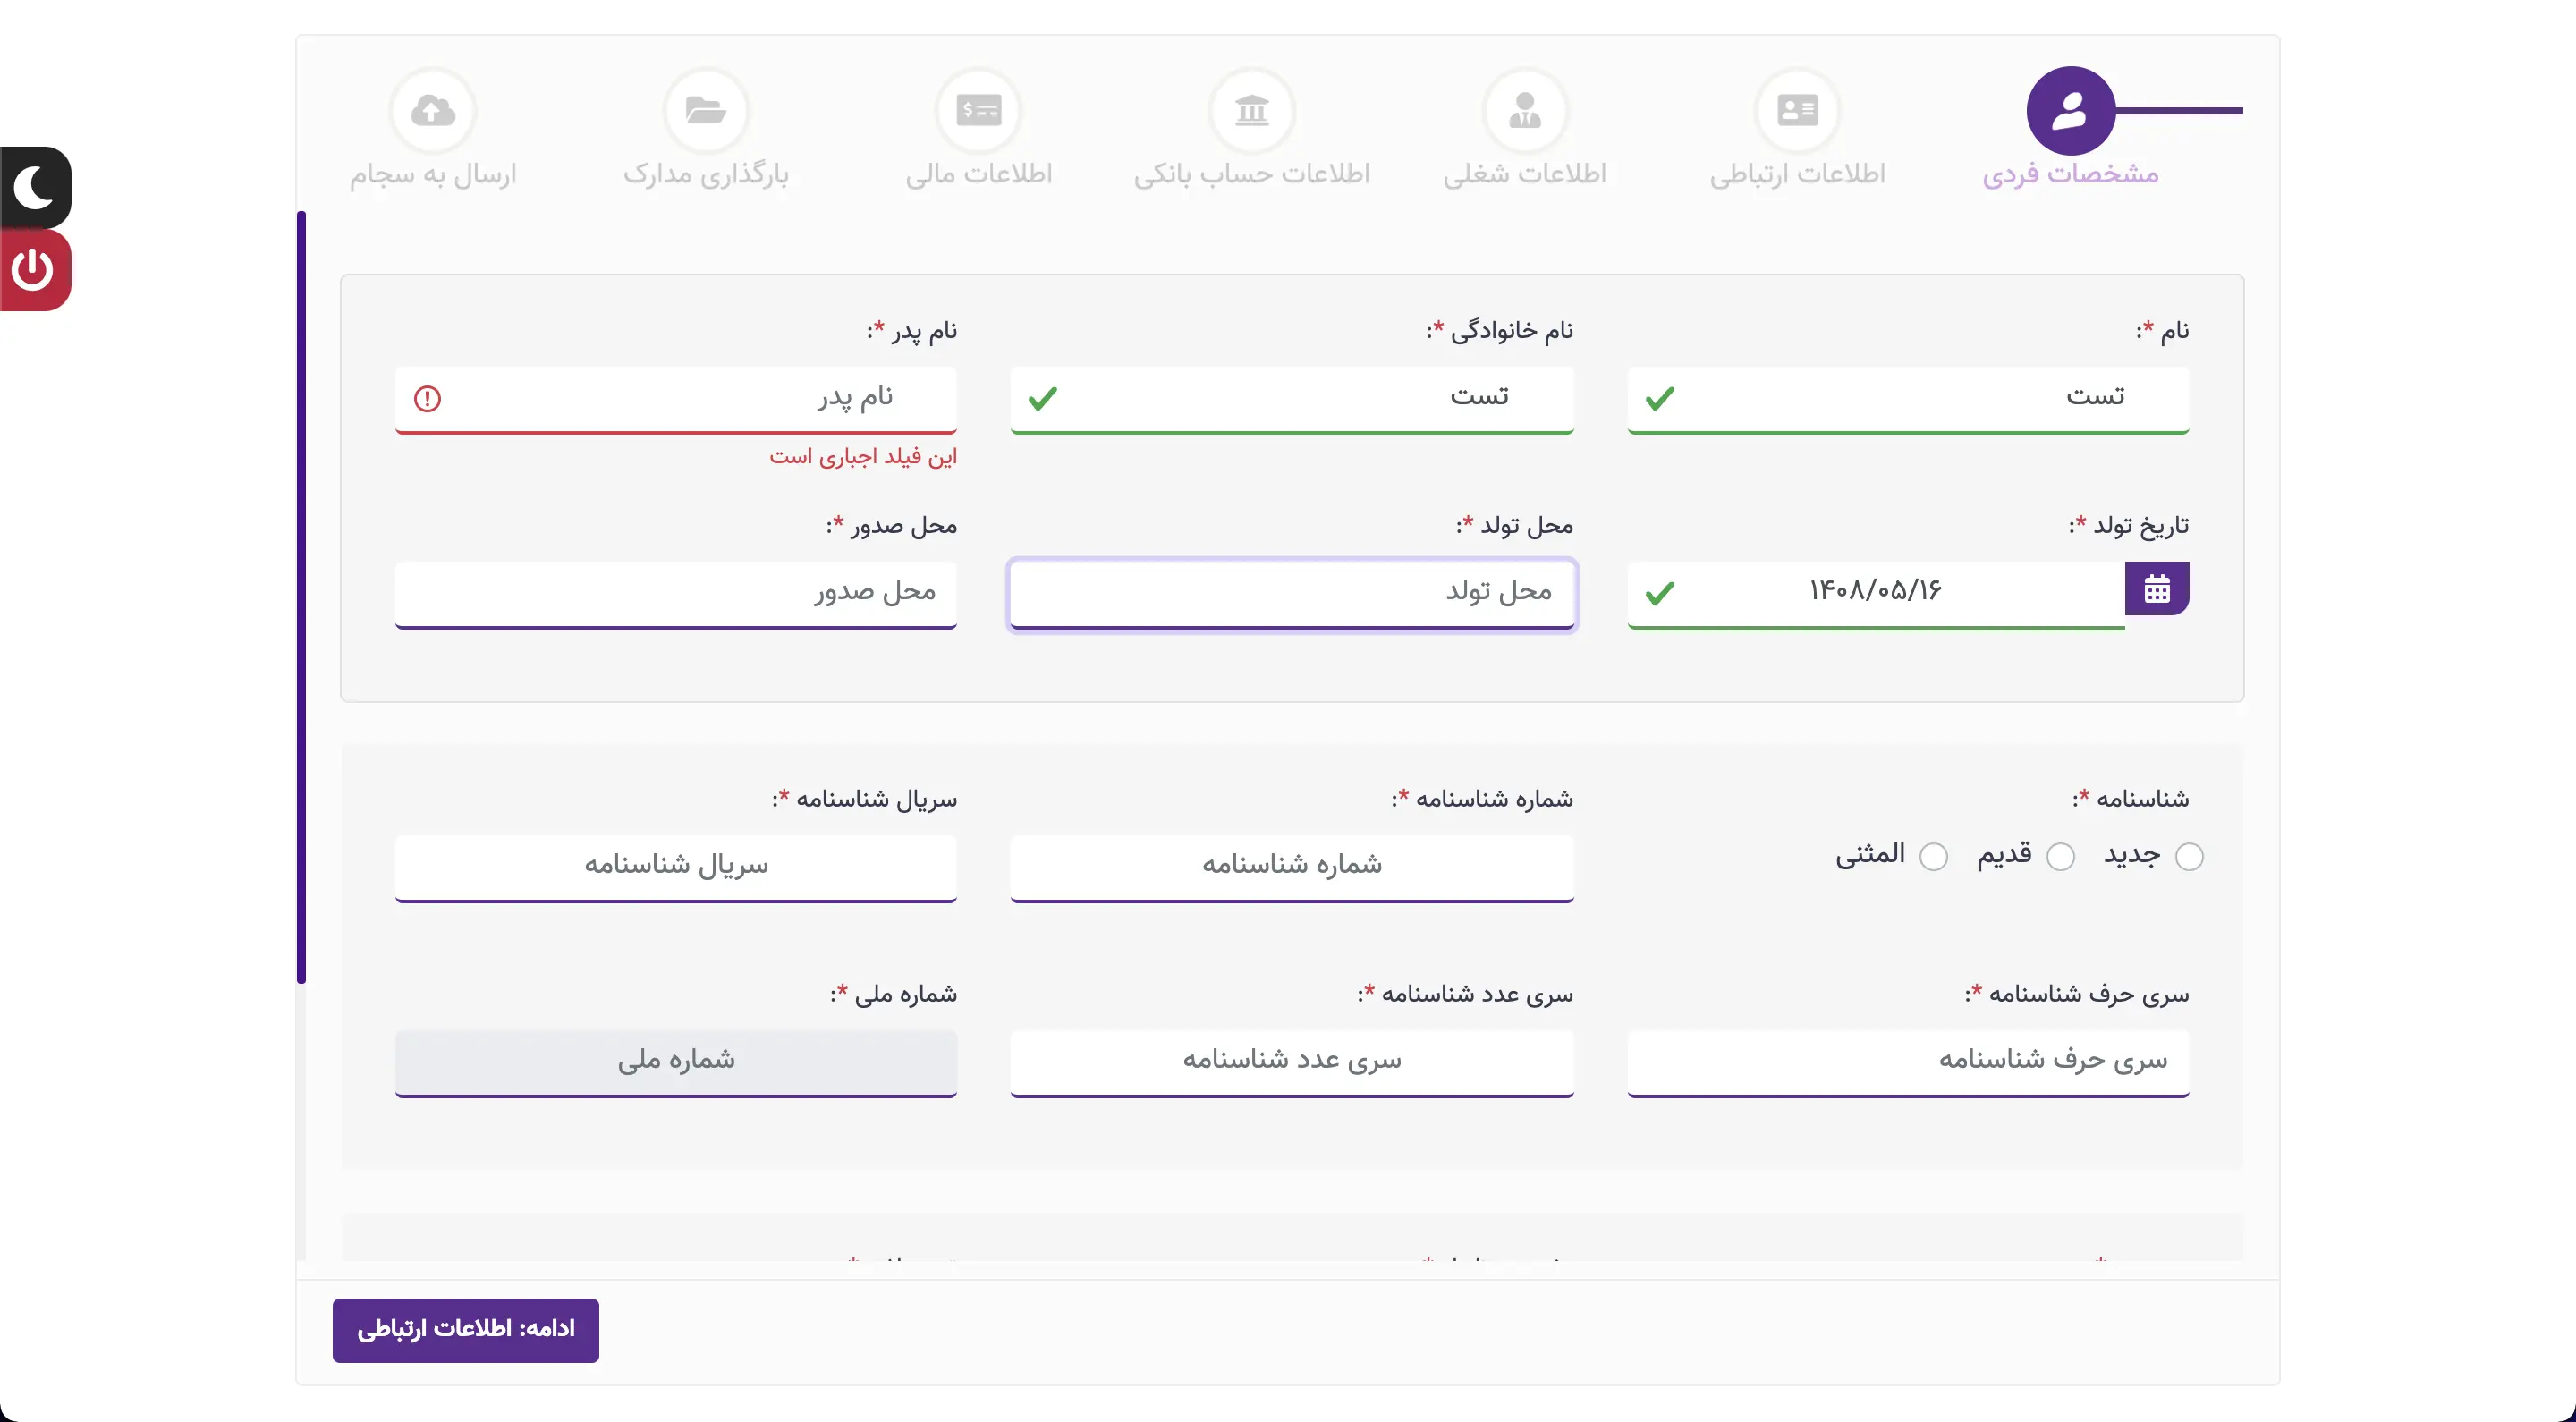 مشخصات فردی
اطلاعات ارتباطی
اطلاعات شغلی
اطلاعات حساب بانکی
اطلاعات مالی
بارگذاری مدارک
ارسال به سجام
نام *:
نام خانوادگی *:
نام پدر *:
تست
تست
نام پدر
این فیلد اجباری است
تاریخ تولد *:
محل تولد *:
محل صدور *:
۱۴۰۸/۰۵/۱۶
محل تولد
محل صدور
شناسنامه *:
شماره شناسنامه *:
سریال شناسنامه *:
جدید
قدیم
المثنی
شماره شناسنامه
سریال شناسنامه
سری حرف شناسنامه *:
سری عدد شناسنامه *:
شماره ملی *:
سری حرف شناسنامه
سری عدد شناسنامه
شماره ملی
ادامه: اطلاعات ارتباطی